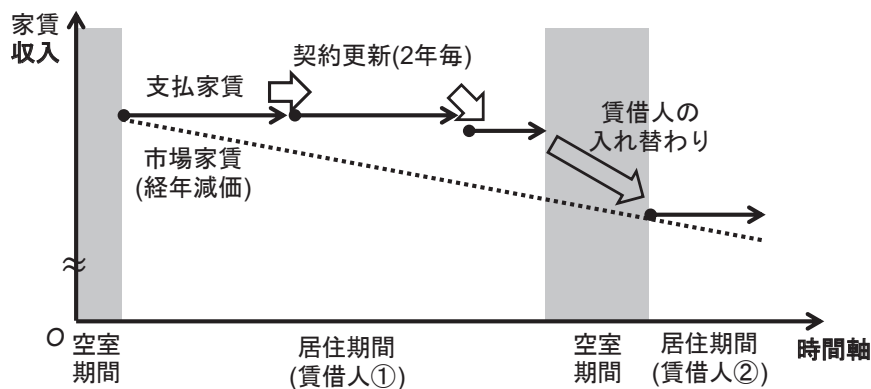 家賃
収入
契約更新(2年毎)
支払家賃
賃借人の
入れ替わり
市場家賃
(経年減価)
≈
O
空室
期間
居住期間
(賃借人①)
空室
期間
居住期間
(賃借人②)
時間軸